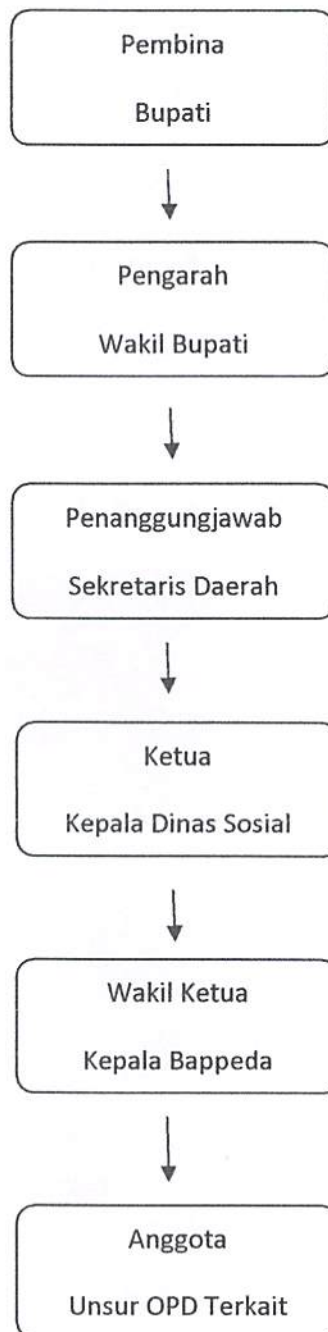 Pembina
Bupati
Pengarah
Wakil Bupati
Penanggungjawab
Sekretaris Daerah
Ketua
Kepala Dinas Sosial
Wakil Ketua
Kepala Bappeda
Anggota
Unsur OPD Terkait